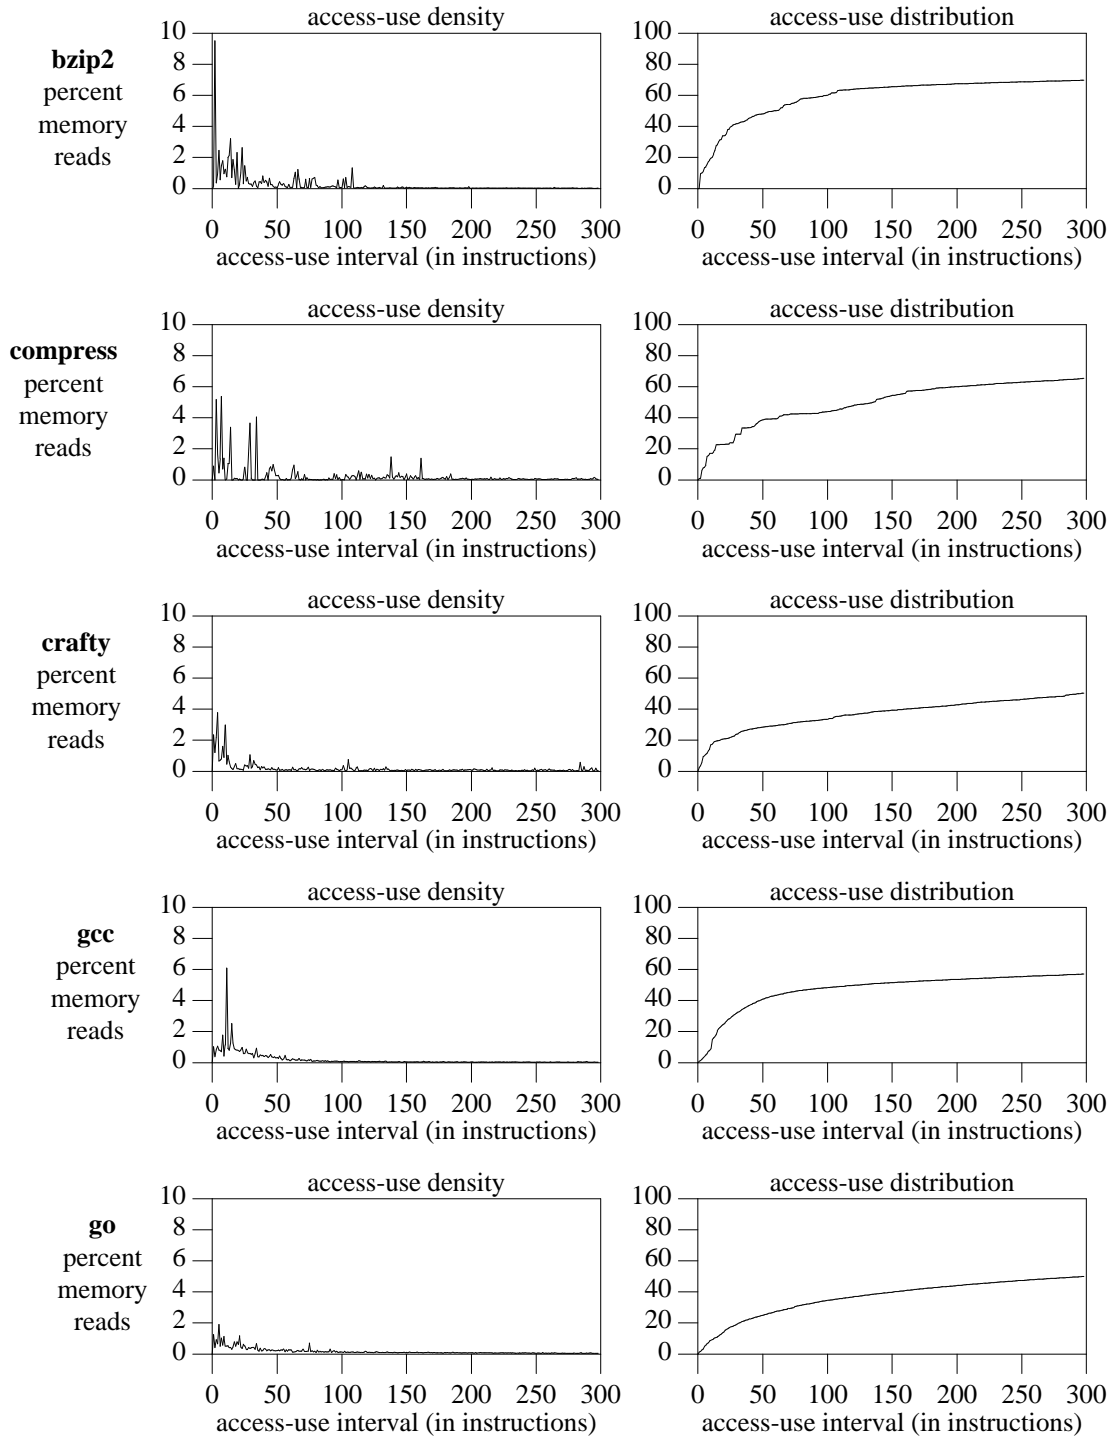 access-use density access-use distribution
bzip2
percent
memory
reads
10 100
8 80
6 60
4 40
2 20
0 0
0 50 100 150 200 250 300 0 50 100 150 200 250 300
access-use interval (in instructions) access-use interval (in instructions)
access-use density access-use distribution
compress
percent
memory
reads
10 100
8 80
6 60
4 40
2 20
0 0
0 50 100 150 200 250 300 0 50 100 150 200 250 300
access-use interval (in instructions) access-use interval (in instructions)
access-use density access-use distribution
crafty
percent
memory
reads
10 100
8 80
6 60
4 40
2 20
0 0
0 50 100 150 200 250 300 0 50 100 150 200 250 300
access-use interval (in instructions) access-use interval (in instructions)
access-use density access-use distribution
gcc
percent
memory
reads
10 100
8 80
6 60
4 40
2 20
0 0
0 50 100 150 200 250 300 0 50 100 150 200 250 300
access-use interval (in instructions) access-use interval (in instructions)
access-use density access-use distribution
go
percent
memory
reads
10 100
8 80
6 60
4 40
2 20
0 0
0 50 100 150 200 250 300 0 50 100 150 200 250 300
access-use interval (in instructions) access-use interval (in instructions)